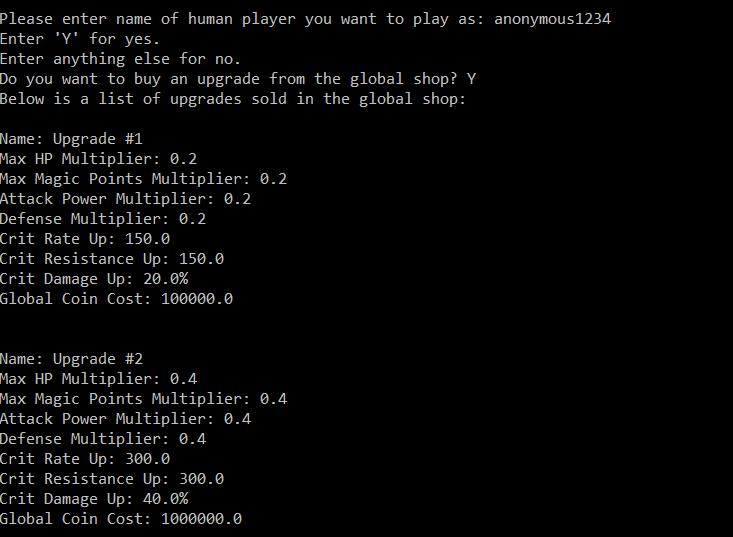 Please enter name of human player you want to play as: anonymous1234
Enter 'Y' for yes.
Enter anything else for no.
Do you want to buy an upgrade from the global shop? Y
Below is a list of upgrades sold in the global shop:
Name: Upgrade #1
Max HP Multiplier: 0.2
Max Magic Points Multiplier: 0.2
Attack Power Multiplier: 0.2
Defense Multiplier: 0.2
Crit Rate Up: 150.0
Crit Resistance Up: 150.0
Crit Damage Up: 20.0%
Global Coin Cost: 100000.0
Name: Upgrade #2
Max HP Multiplier: 0.4
Max Magic Points Multiplier: 0.4
Attack Power Multiplier: 0.4
Defense Multiplier: 0.4
Crit Rate Up: 300.0
Crit Resistance Up: 300.0
Crit Damage Up: 40.0%
Global Coin Cost: 1000000.0